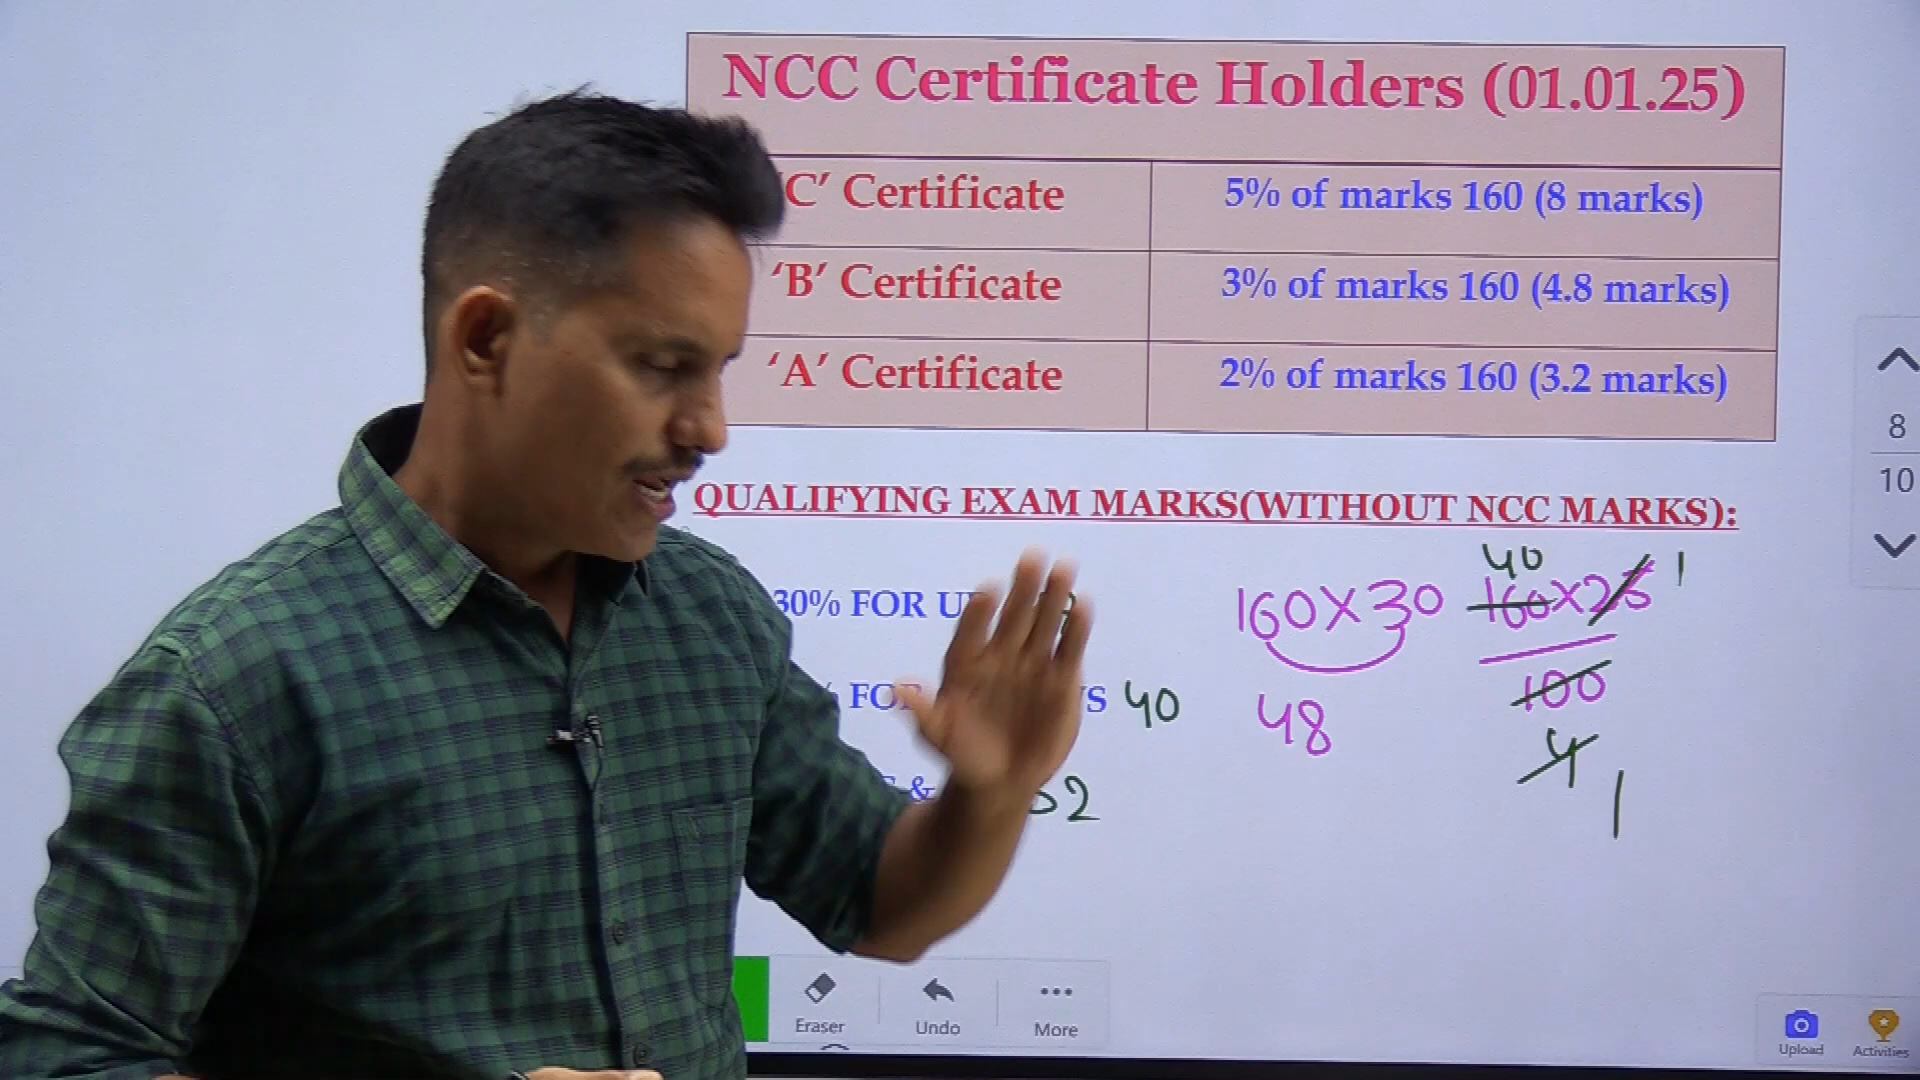 NCC Certificate Holders (01.01.25)
C’ Certificate 5% of marks 160 (8 marks)
‘B’ Certificate 3% of marks 160 (4.8 marks)
‘A’ Certificate 2% of marks 160 (3.2 marks)
QUALIFYING EXAM MARKS(WITHOUT NCC MARKS):
30% FOR
160X30
48
40
160X25 1
100
4
1
40
&
2
8
10
Eraser
Undo
More
Upload
Activities